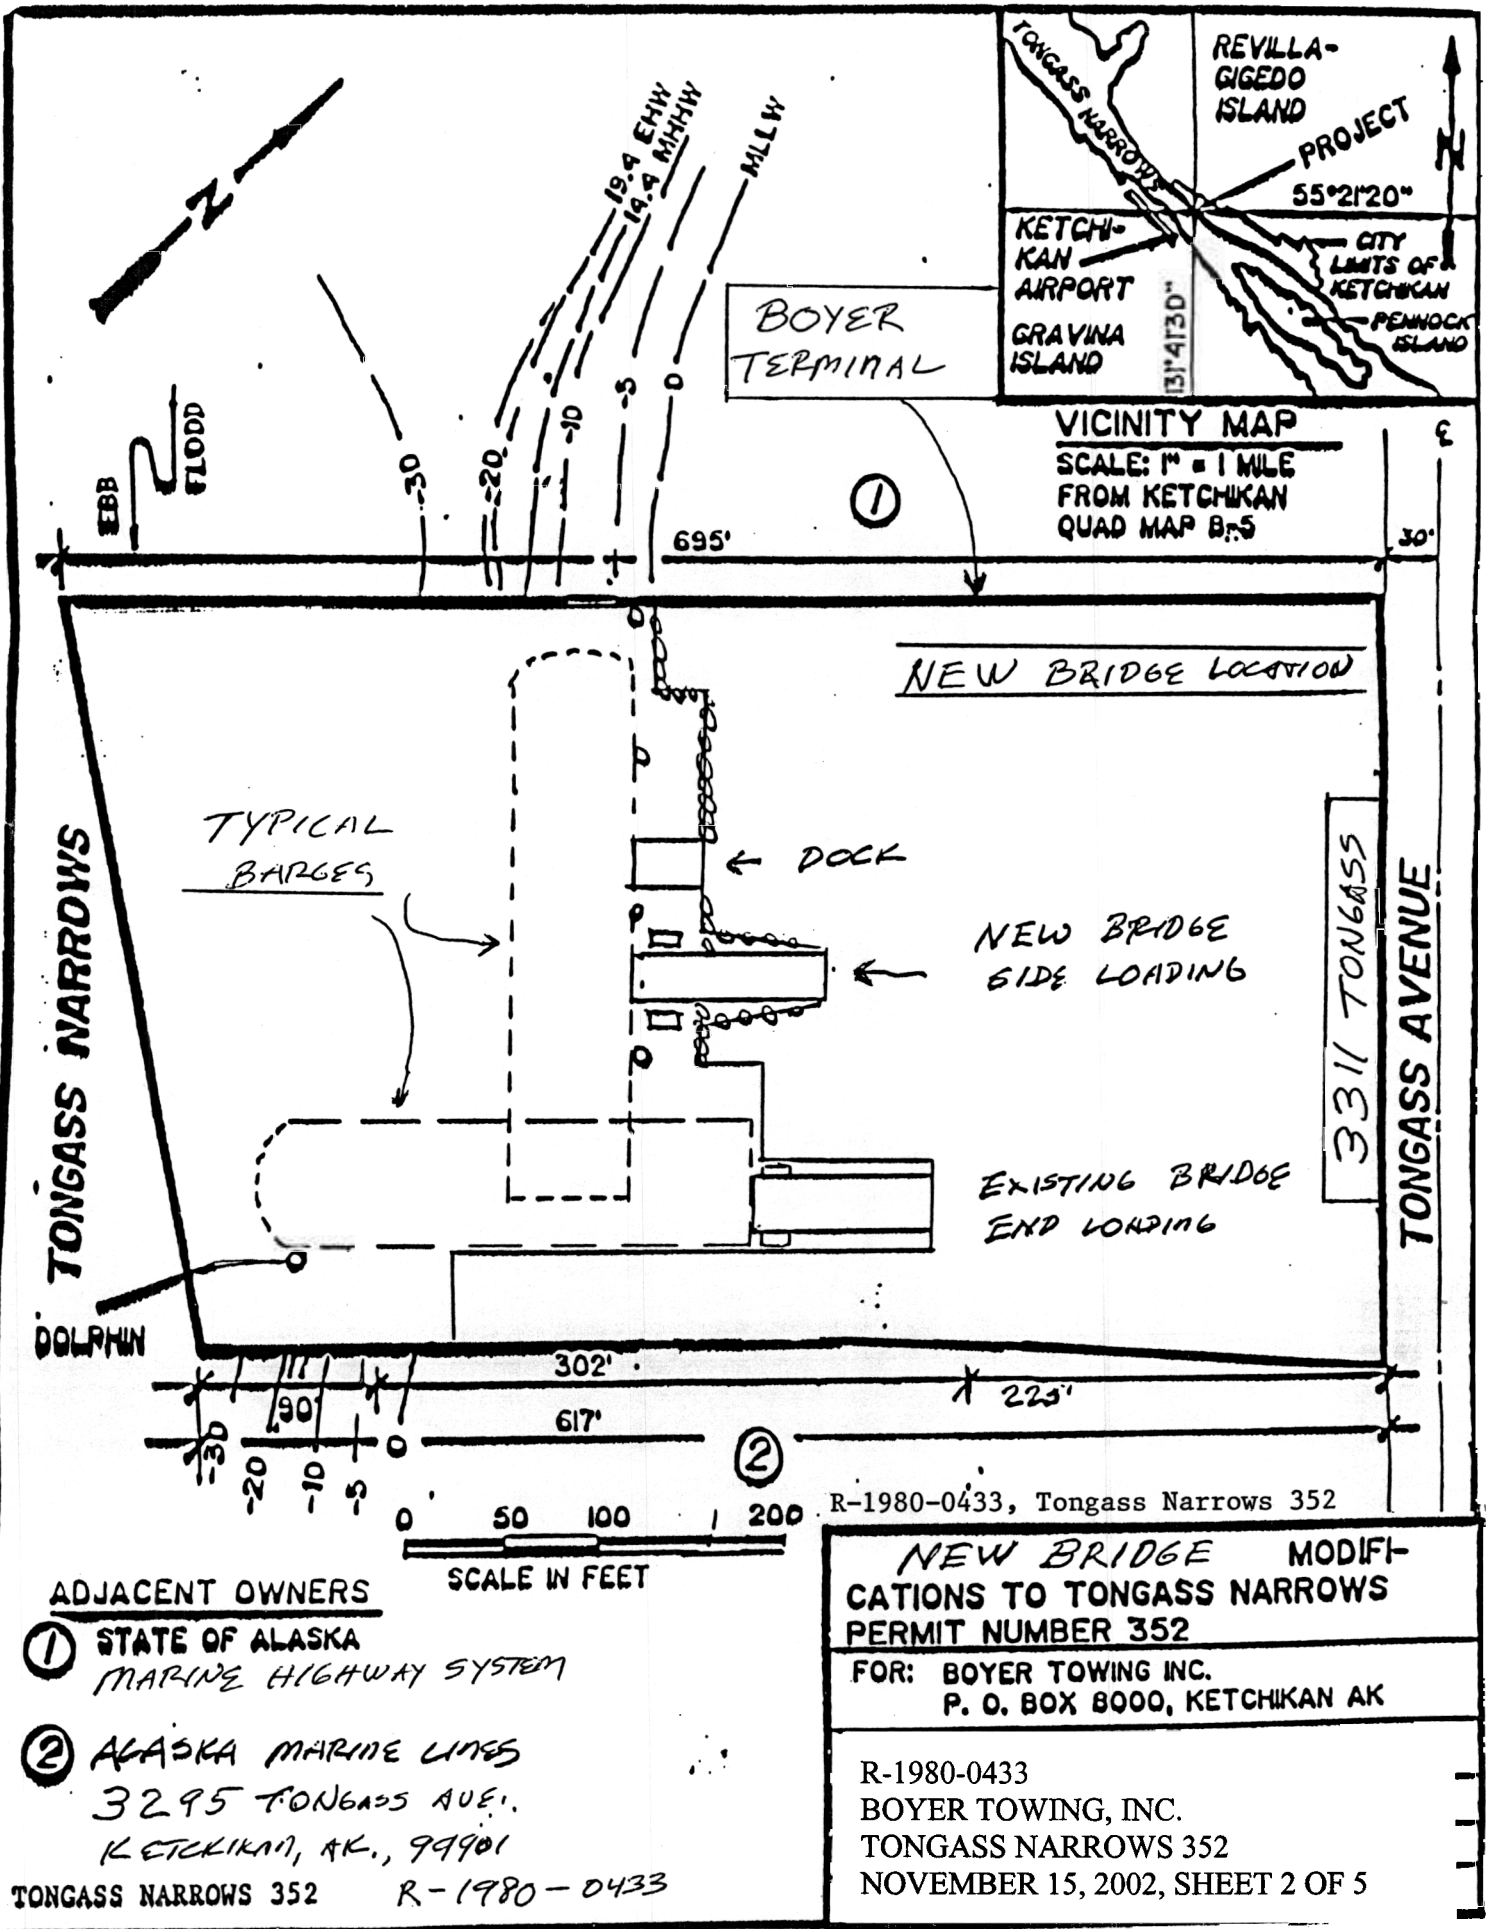 TONGASS NARROWS
REVILLA-
GIGEDO
ISLAND
PROJECT
N
55°21'20"
KETCHI-
KAN
AIRPORT
CITY
LIMITS OF
KETCHIKAN
GRAVINA
ISLAND
PENNOCK
ISLAND
131°41'30"
VICINITY MAP
SCALE: 1" = 1 MILE
FROM KETCHIKAN
QUAD MAP B-5
N
19.4 EHW
14.4 MHHW
MLLW
BOYER
TERMINAL
EBB
FLOOD
-30
-20
-10
-5
0
1
695'
30'
NEW BRIDGE LOCATION
TYPICAL
BARGES
← DOCK
NEW BRIDGE
SIDE LOADING
3311 TONGASS
TONGASS AVENUE
TONGASS NARROWS
EXISTING BRIDGE
END LOADING
DOLPHIN
302'
225'
90'
617'
-30
-20
-10
-5
0
2
0 50 100 200
SCALE IN FEET
R-1980-0433, Tongass Narrows 352
NEW BRIDGE MODIFI-
CATIONS TO TONGASS NARROWS
PERMIT NUMBER 352
FOR: BOYER TOWING INC.
P. O. BOX 8000, KETCHIKAN AK
R-1980-0433
BOYER TOWING, INC.
TONGASS NARROWS 352
NOVEMBER 15, 2002, SHEET 2 OF 5
ADJACENT OWNERS
1 STATE OF ALASKA
MARINE HIGHWAY SYSTEM
2 ALASKA MARINE LINES
3295 TONGASS AVE.
KETCHIKAN, AK., 99901
TONGASS NARROWS 352 R-1980-0433